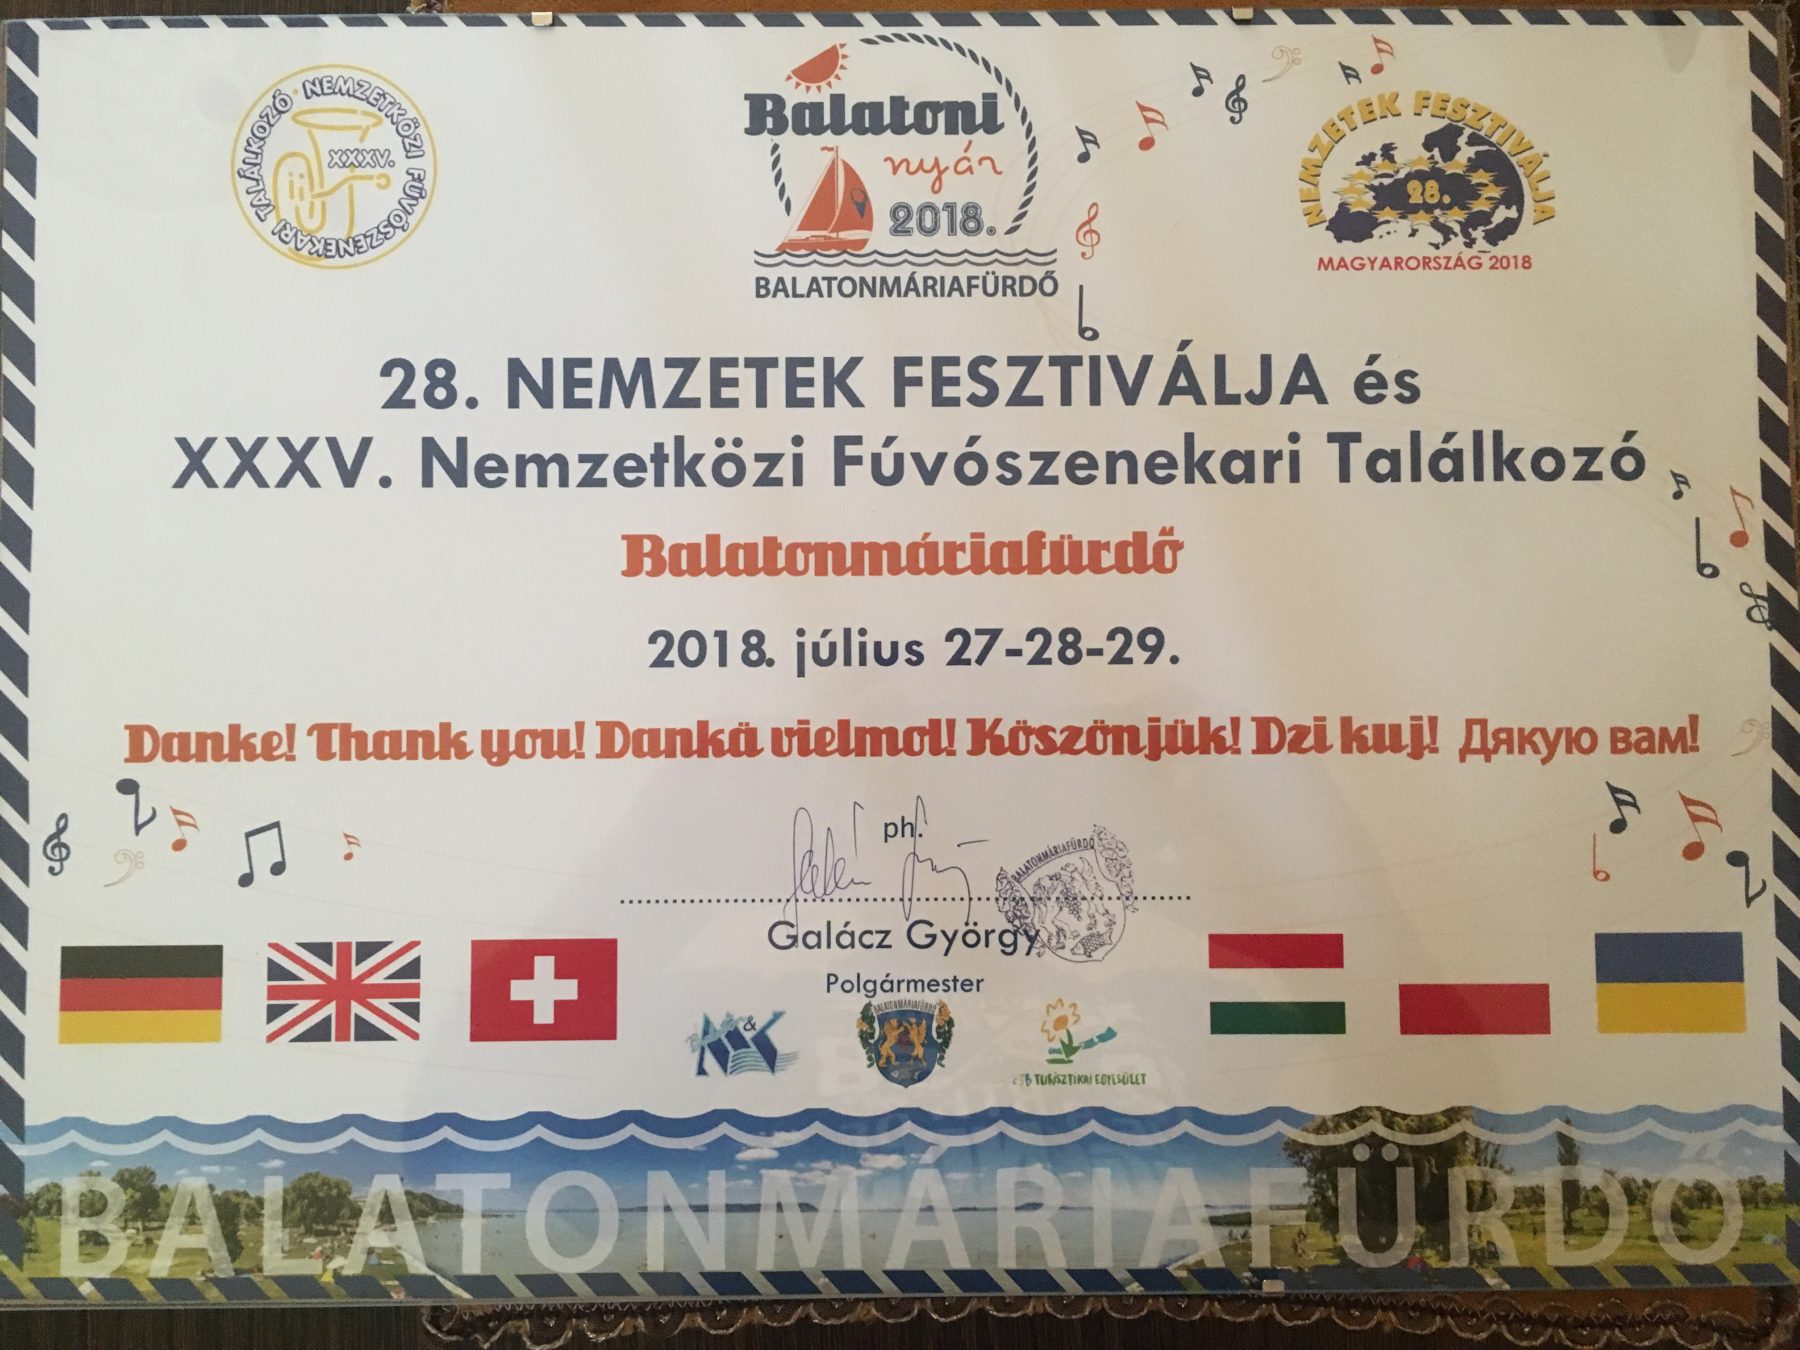 XXXV. NEMZETKÖZI FÚVÓSZENEKARI TALÁLKOZÓ
XXXV.
Balatoni
nyár
2018.
BALATONMÁRIAFÜRDŐ
NEMZETEK FESZTIVÁLJA
28.
MAGYARORSZÁG 2018
28. NEMZETEK FESZTIVÁLJA és
XXXV. Nemzetközi Fúvószenekari Találkozó
Balatonmáriafürdő
2018. július 27-28-29.
Danke! Thank you! Dankä vielmol! Köszönjük! Dzi kuj! Дякую вам!
ph.
BALATONMÁRIAFÜRDŐ
Galácz György
Polgármester
BALATONMÁRIAFÜRDŐ
TURISZTIKAI EGYESÜLET
BALATONMÁRIAFÜRDŐ